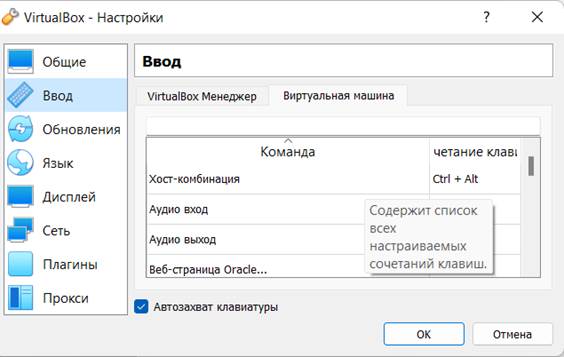 VirtualBox - Настройки
?
Общие
Ввод
Обновления
Язык
Дисплей
Сеть
Плагины
Прокси
Ввод
VirtualBox Менеджер
Виртуальная машина
Команда
четание клави
Хост-комбинация
Ctrl + Alt
Аудио вход
Аудио выход
Веб-страница Oracle...
Содержит список
всех
настраиваемых
сочетаний клавиш.
Автозахват клавиатуры
OK
Отмена